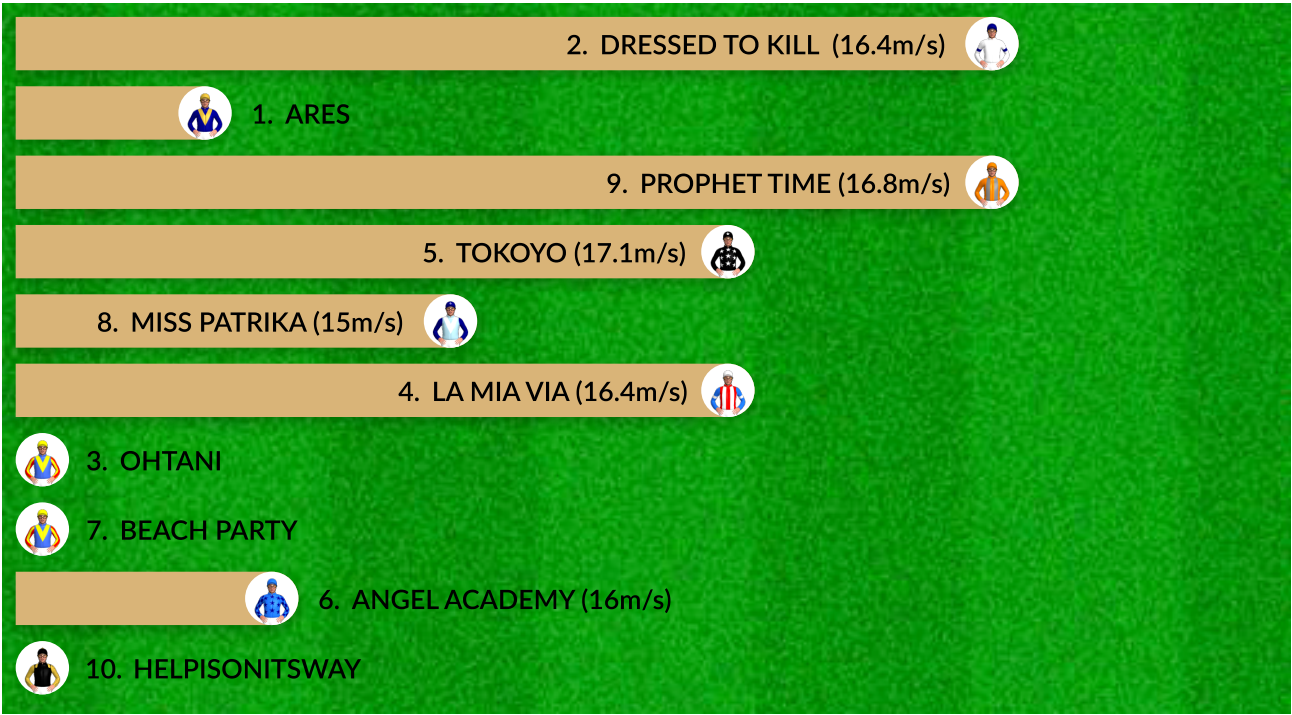 2. DRESSED TO KILL (16.4m/s)
1. ARES
9. PROPHET TIME (16.8m/s)
5. TOKOYO (17.1m/s)
8. MISS PATRIKA (15m/s)
4. LA MIA VIA (16.4m/s)
3. OHTANI
7. BEACH PARTY
6. ANGEL ACADEMY (16m/s)
10. HELPISONITSWAY